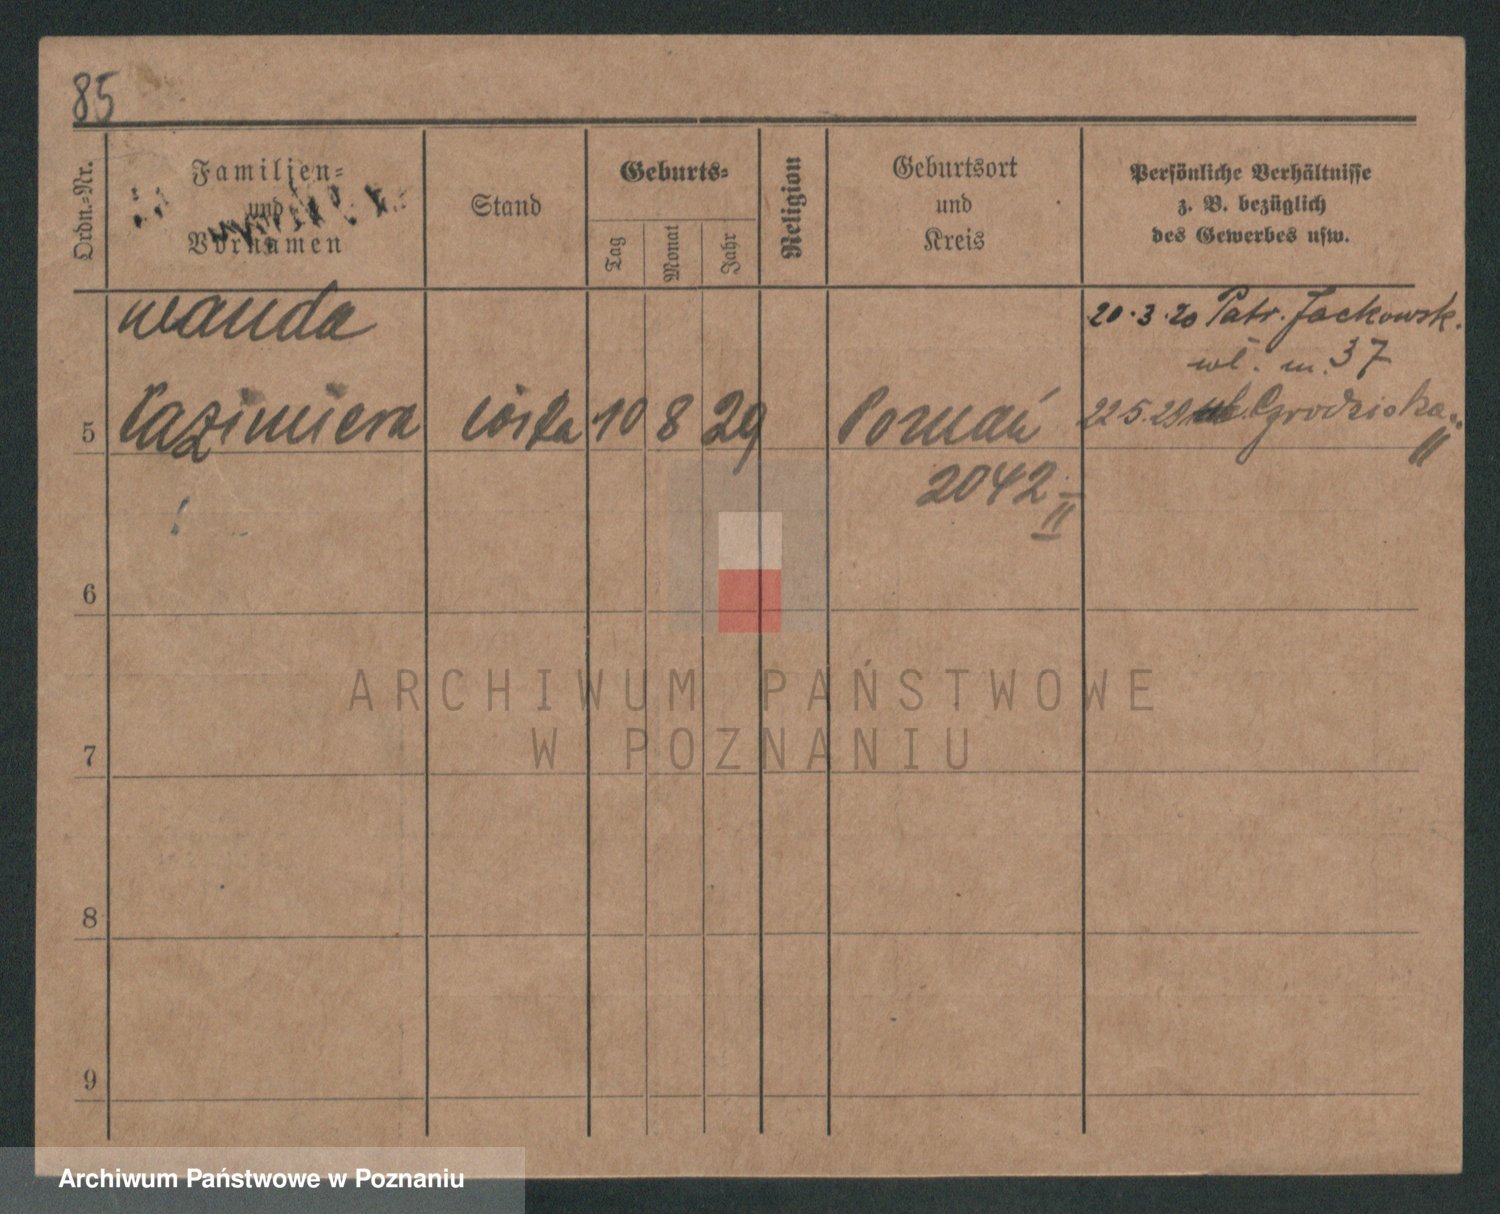 85
Ordn.-Nr.
Familien-
und
Vornamen
Stand
Geburts-
Tag
Monat
Jahr
Religion
Geburtsort
und
Kreis
Persönliche Verhältnisse
z. B. bezüglich
des Gewerbes usw.
Wanda
20.3.20 Patr. Jackowsk.
wł. m. 37
5 Kazimiera córka 10 8 29 Poznań 22.5.29 Grodziska
11
2042
II
6
ARCHIWUM PAŃSTWOWE
W POZNANIU
7
8
9
Archiwum Państwowe w Poznaniu